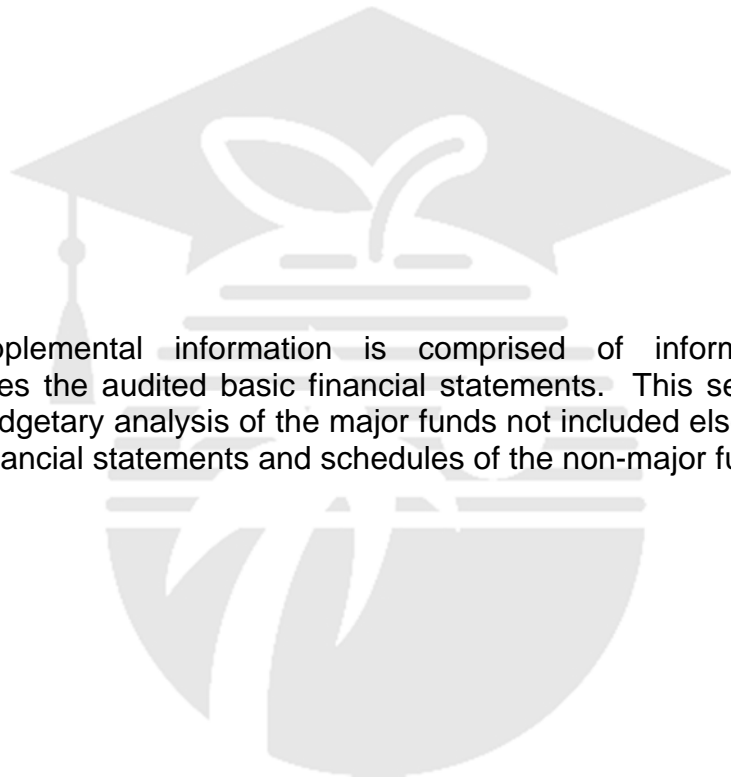 pplemental information is comprised of inform
es the audited basic financial statements. This se
dgetary analysis of the major funds not included els
ancial statements and schedules of the non-major fu